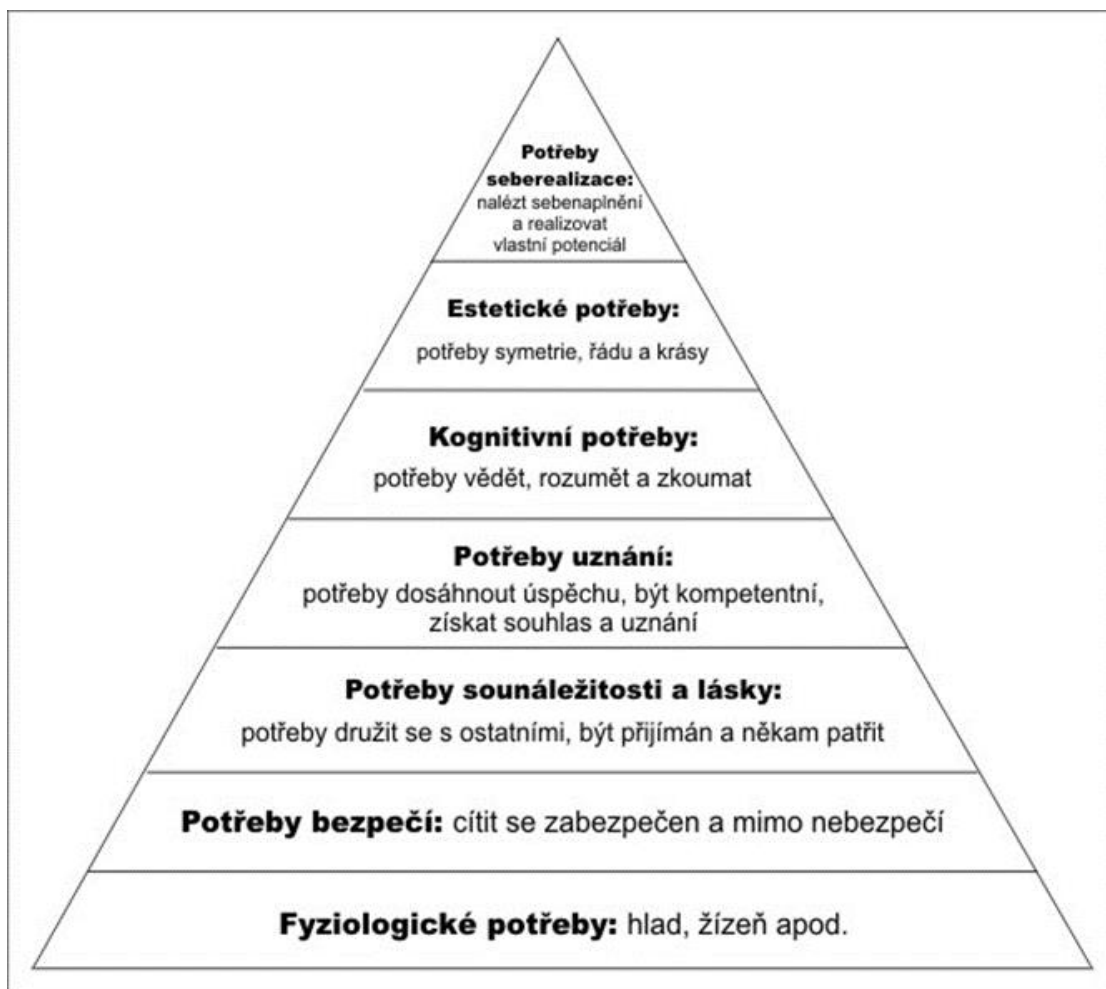 Potřeby
seberealizace:
nalézt sebenaplnění
a realizovat
vlastní potenciál
Estetické potřeby:
potřeby symetrie, řádu a krásy
Kognitivní potřeby:
potřeby vědět, rozumět a zkoumat
Potřeby uznání:
potřeby dosáhnout úspěchu, být kompetentní,
získat souhlas a uznání
Potřeby sounáležitosti a lásky:
potřeby družit se s ostatními, být přijímán a někam patřit
Potřeby bezpečí: cítit se zabezpečen a mimo nebezpečí
Fyziologické potřeby: hlad, žízeň apod.